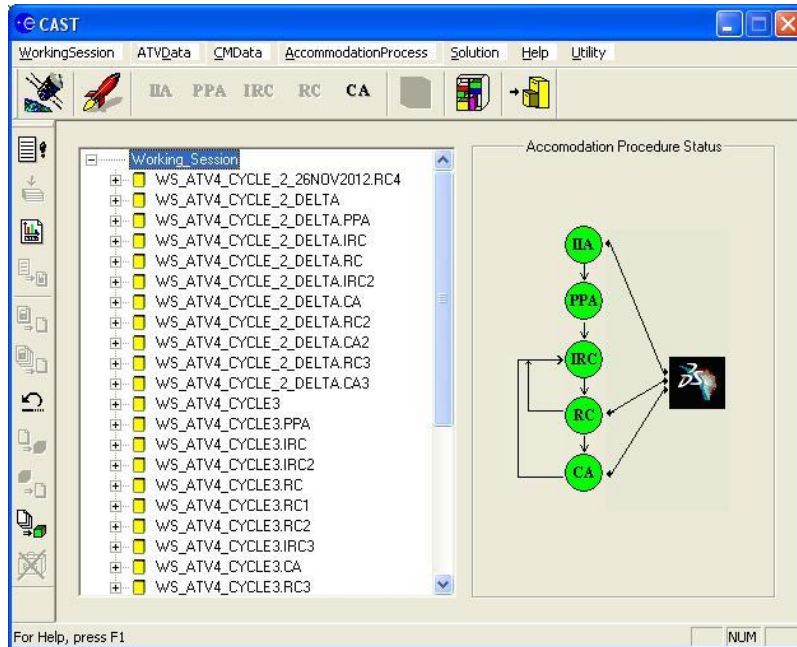 CAST
WorkingSession ATVData CMData AccommodationProcess Solution Help Utility
IIA PPA IRC RC CA
Working_Session
WS_ATV4_CYCLE_2_26NOV2012.RC4
WS_ATV4_CYCLE_2_DELTA
WS_ATV4_CYCLE_2_DELTA.PPA
WS_ATV4_CYCLE_2_DELTA.IRC
WS_ATV4_CYCLE_2_DELTA.RC
WS_ATV4_CYCLE_2_DELTA.IRC2
WS_ATV4_CYCLE_2_DELTA.CA
WS_ATV4_CYCLE_2_DELTA.RC2
WS_ATV4_CYCLE_2_DELTA.CA2
WS_ATV4_CYCLE_2_DELTA.RC3
WS_ATV4_CYCLE_2_DELTA.CA3
WS_ATV4_CYCLE3
WS_ATV4_CYCLE3.PPA
WS_ATV4_CYCLE3.IRC
WS_ATV4_CYCLE3.IRC2
WS_ATV4_CYCLE3.RC
WS_ATV4_CYCLE3.RC1
WS_ATV4_CYCLE3.RC2
WS_ATV4_CYCLE3.IRC3
WS_ATV4_CYCLE3.CA
WS_ATV4_CYCLE3.RC3
Accomodation Procedure Status
IIA
PPA
IRC
RC
CA
For Help, press F1
NUM